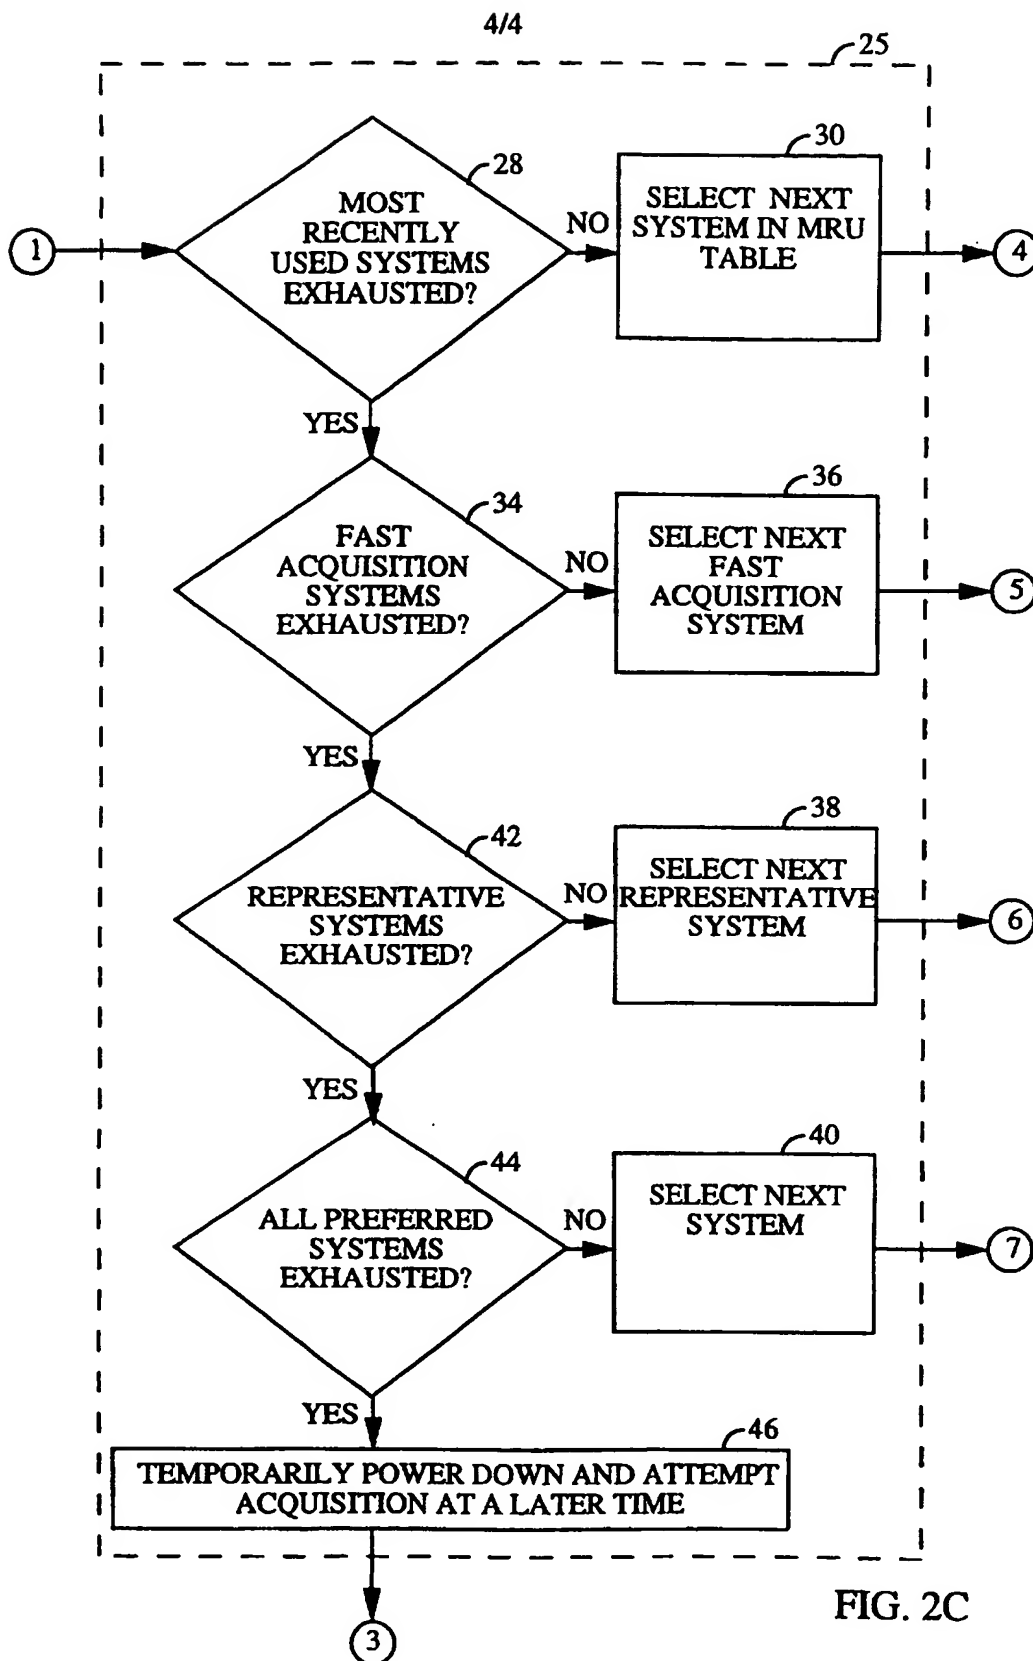 4/4
25
28
MOST
RECENTLY
USED SYSTEMS
EXHAUSTED?
1
NO
30
SELECT NEXT
SYSTEM IN MRU
TABLE
4
YES
34
FAST
ACQUISITION
SYSTEMS
EXHAUSTED?
NO
36
SELECT NEXT
FAST
ACQUISITION
SYSTEM
5
YES
42
REPRESENTATIVE
SYSTEMS
EXHAUSTED?
NO
38
SELECT NEXT
REPRESENTATIVE
SYSTEM
6
YES
44
ALL PREFERRED
SYSTEMS
EXHAUSTED?
NO
40
SELECT NEXT
SYSTEM
7
YES
46
TEMPORARILY POWER DOWN AND ATTEMPT
ACQUISITION AT A LATER TIME
3
FIG. 2C